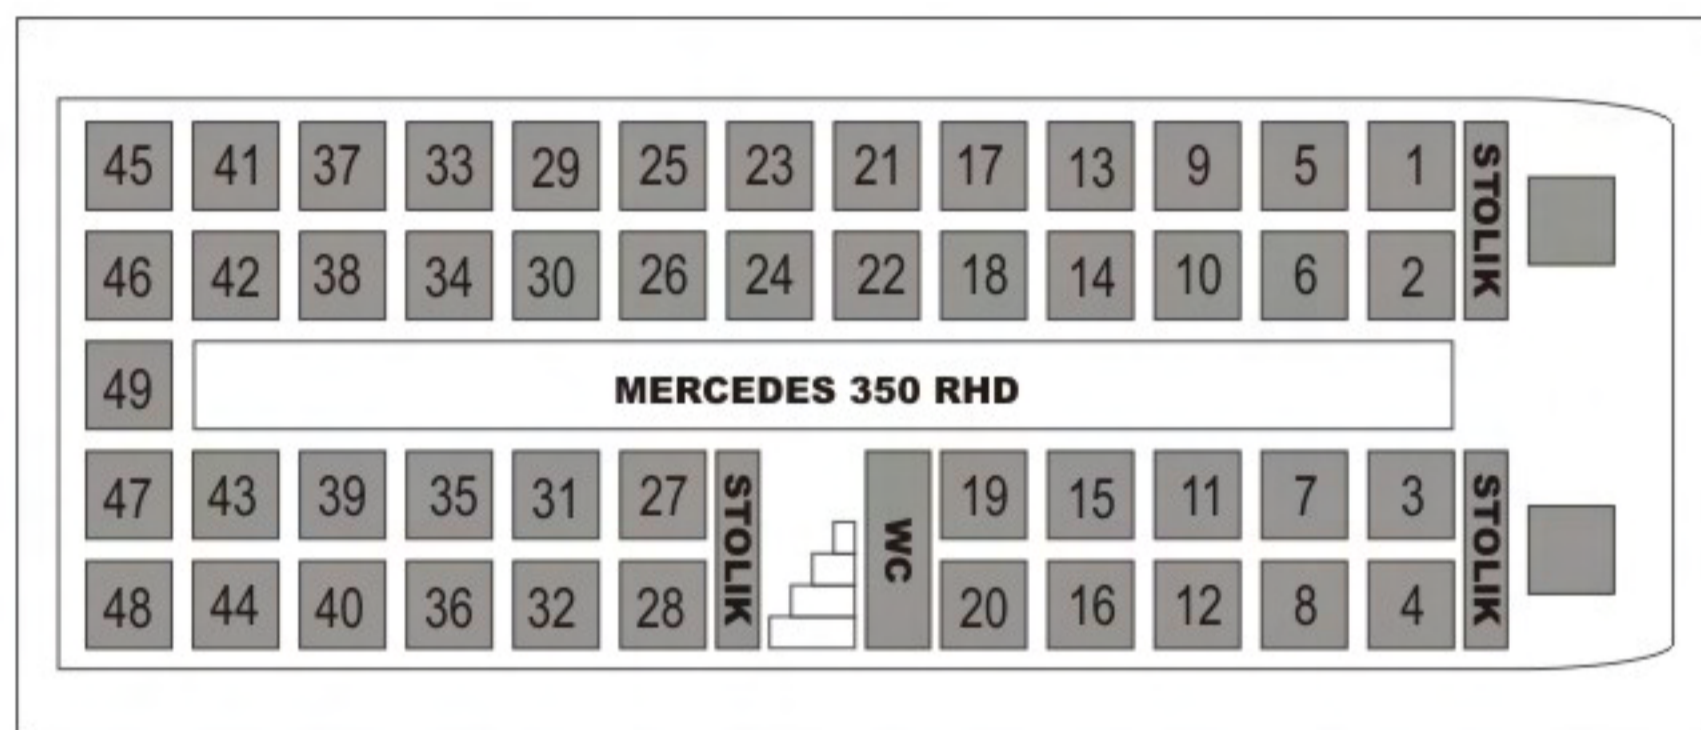 45 41 37 33 29 25 23 21 17 13 9 5 1
STOLIK
46 42 38 34 30 26 24 22 18 14 10 6 2
49
MERCEDES 350 RHD
47 43 39 35 31 27
STOLIK
WC
19 15 11 7 3
STOLIK
48 44 40 36 32 28
20 16 12 8 4